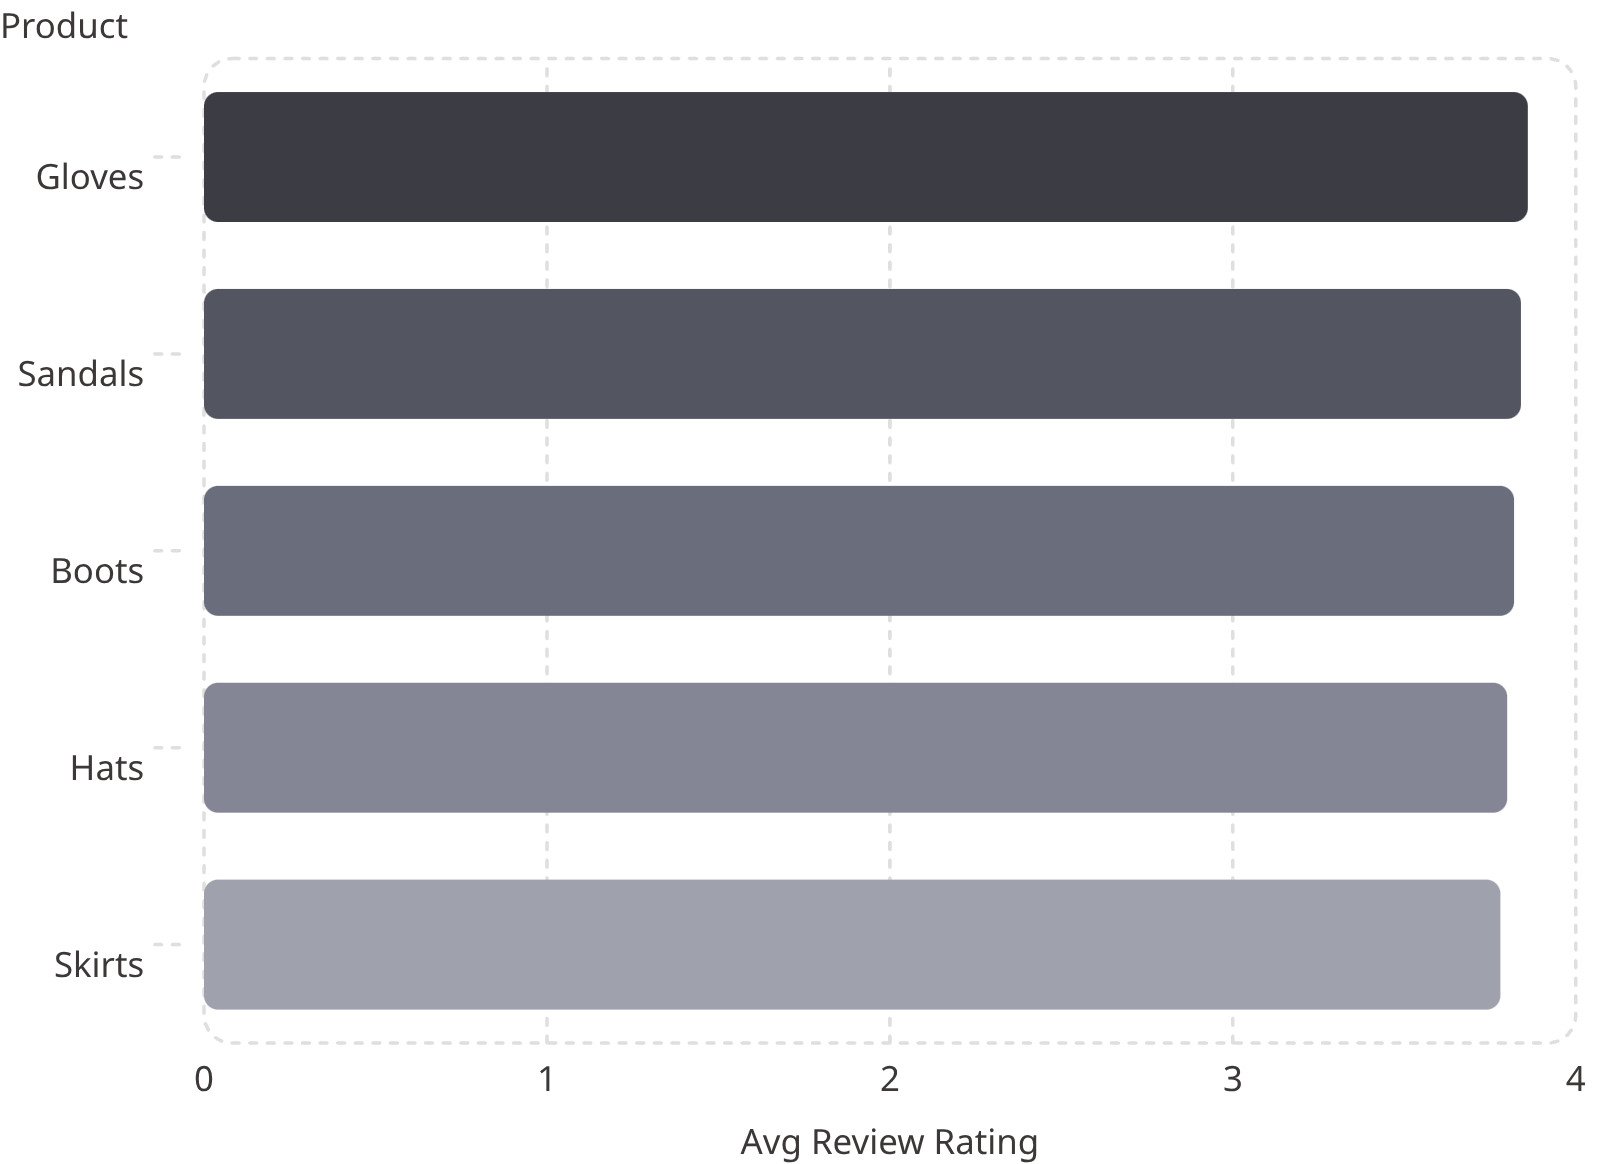 Product
Gloves
Sandals
Boots
Hats
Skirts
0 1 2 3 4
Avg Review Rating